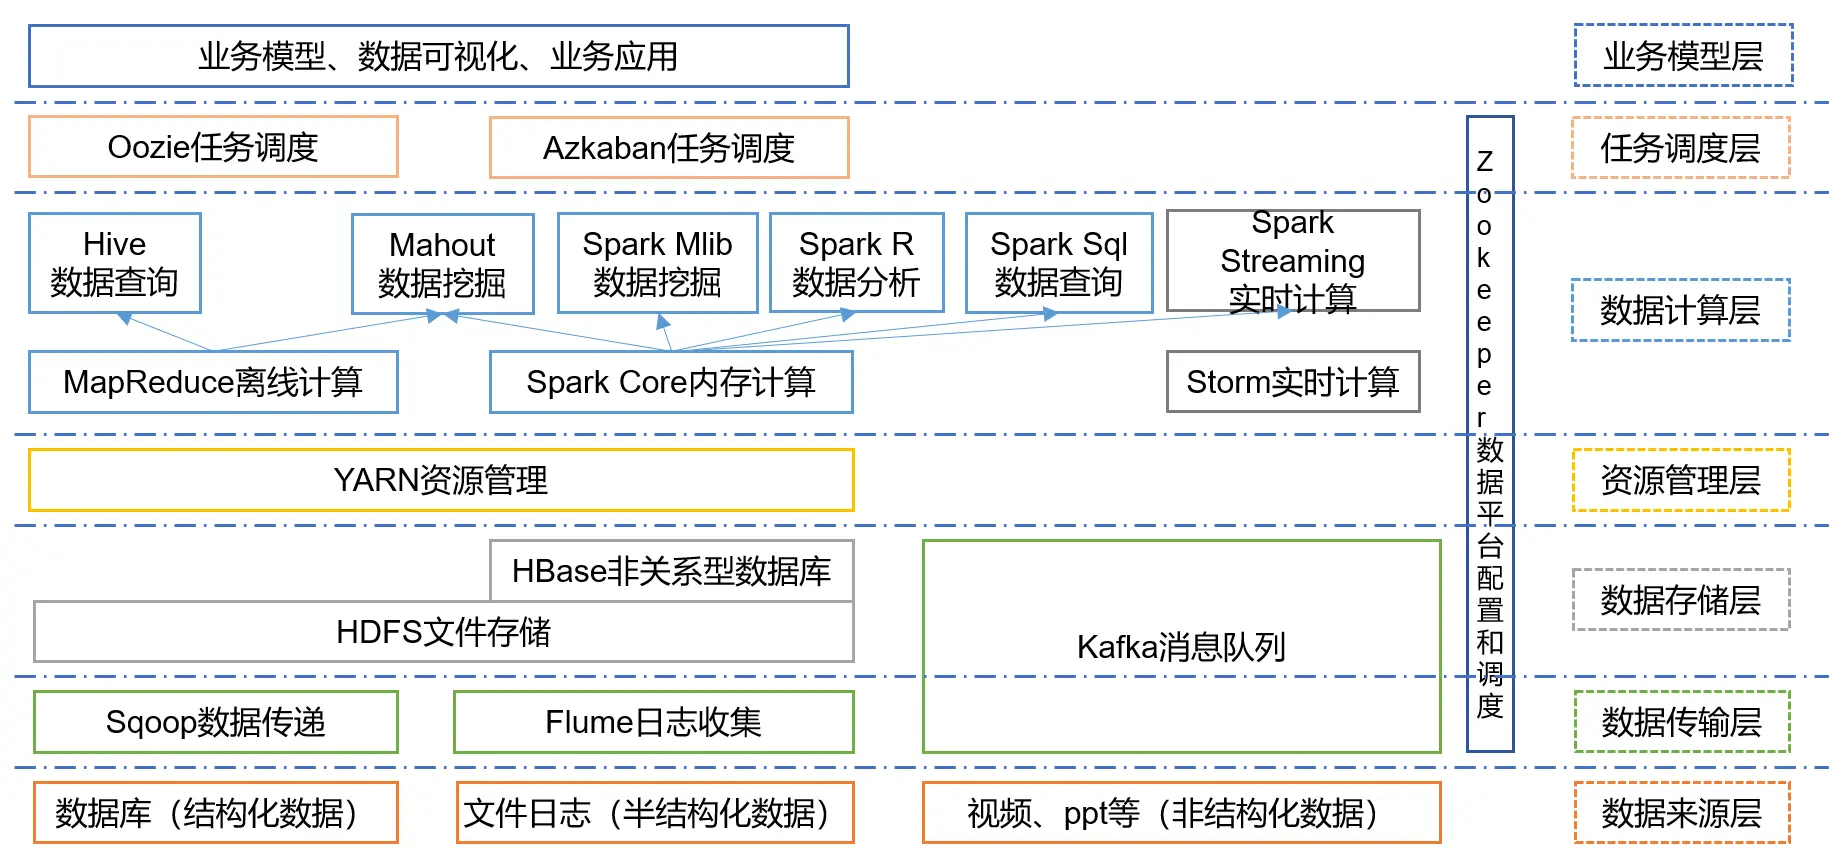 业务模型、数据可视化、业务应用
业务模型层
Oozie任务调度
Azkaban任务调度
任务调度层
Hive
数据查询
Mahout
数据挖掘
Spark Mlib
数据挖掘
Spark R
数据分析
Spark Sql
数据查询
Spark
Streaming
实时计算
Zookeeper数据平台配置和调度
数据计算层
MapReduce离线计算
Spark Core内存计算
Storm实时计算
YARN资源管理
资源管理层
HBase非关系型数据库
HDFS文件存储
Kafka消息队列
数据存储层
Sqoop数据传递
Flume日志收集
数据传输层
数据库（结构化数据）
文件日志（半结构化数据）
视频、ppt等（非结构化数据）
数据来源层